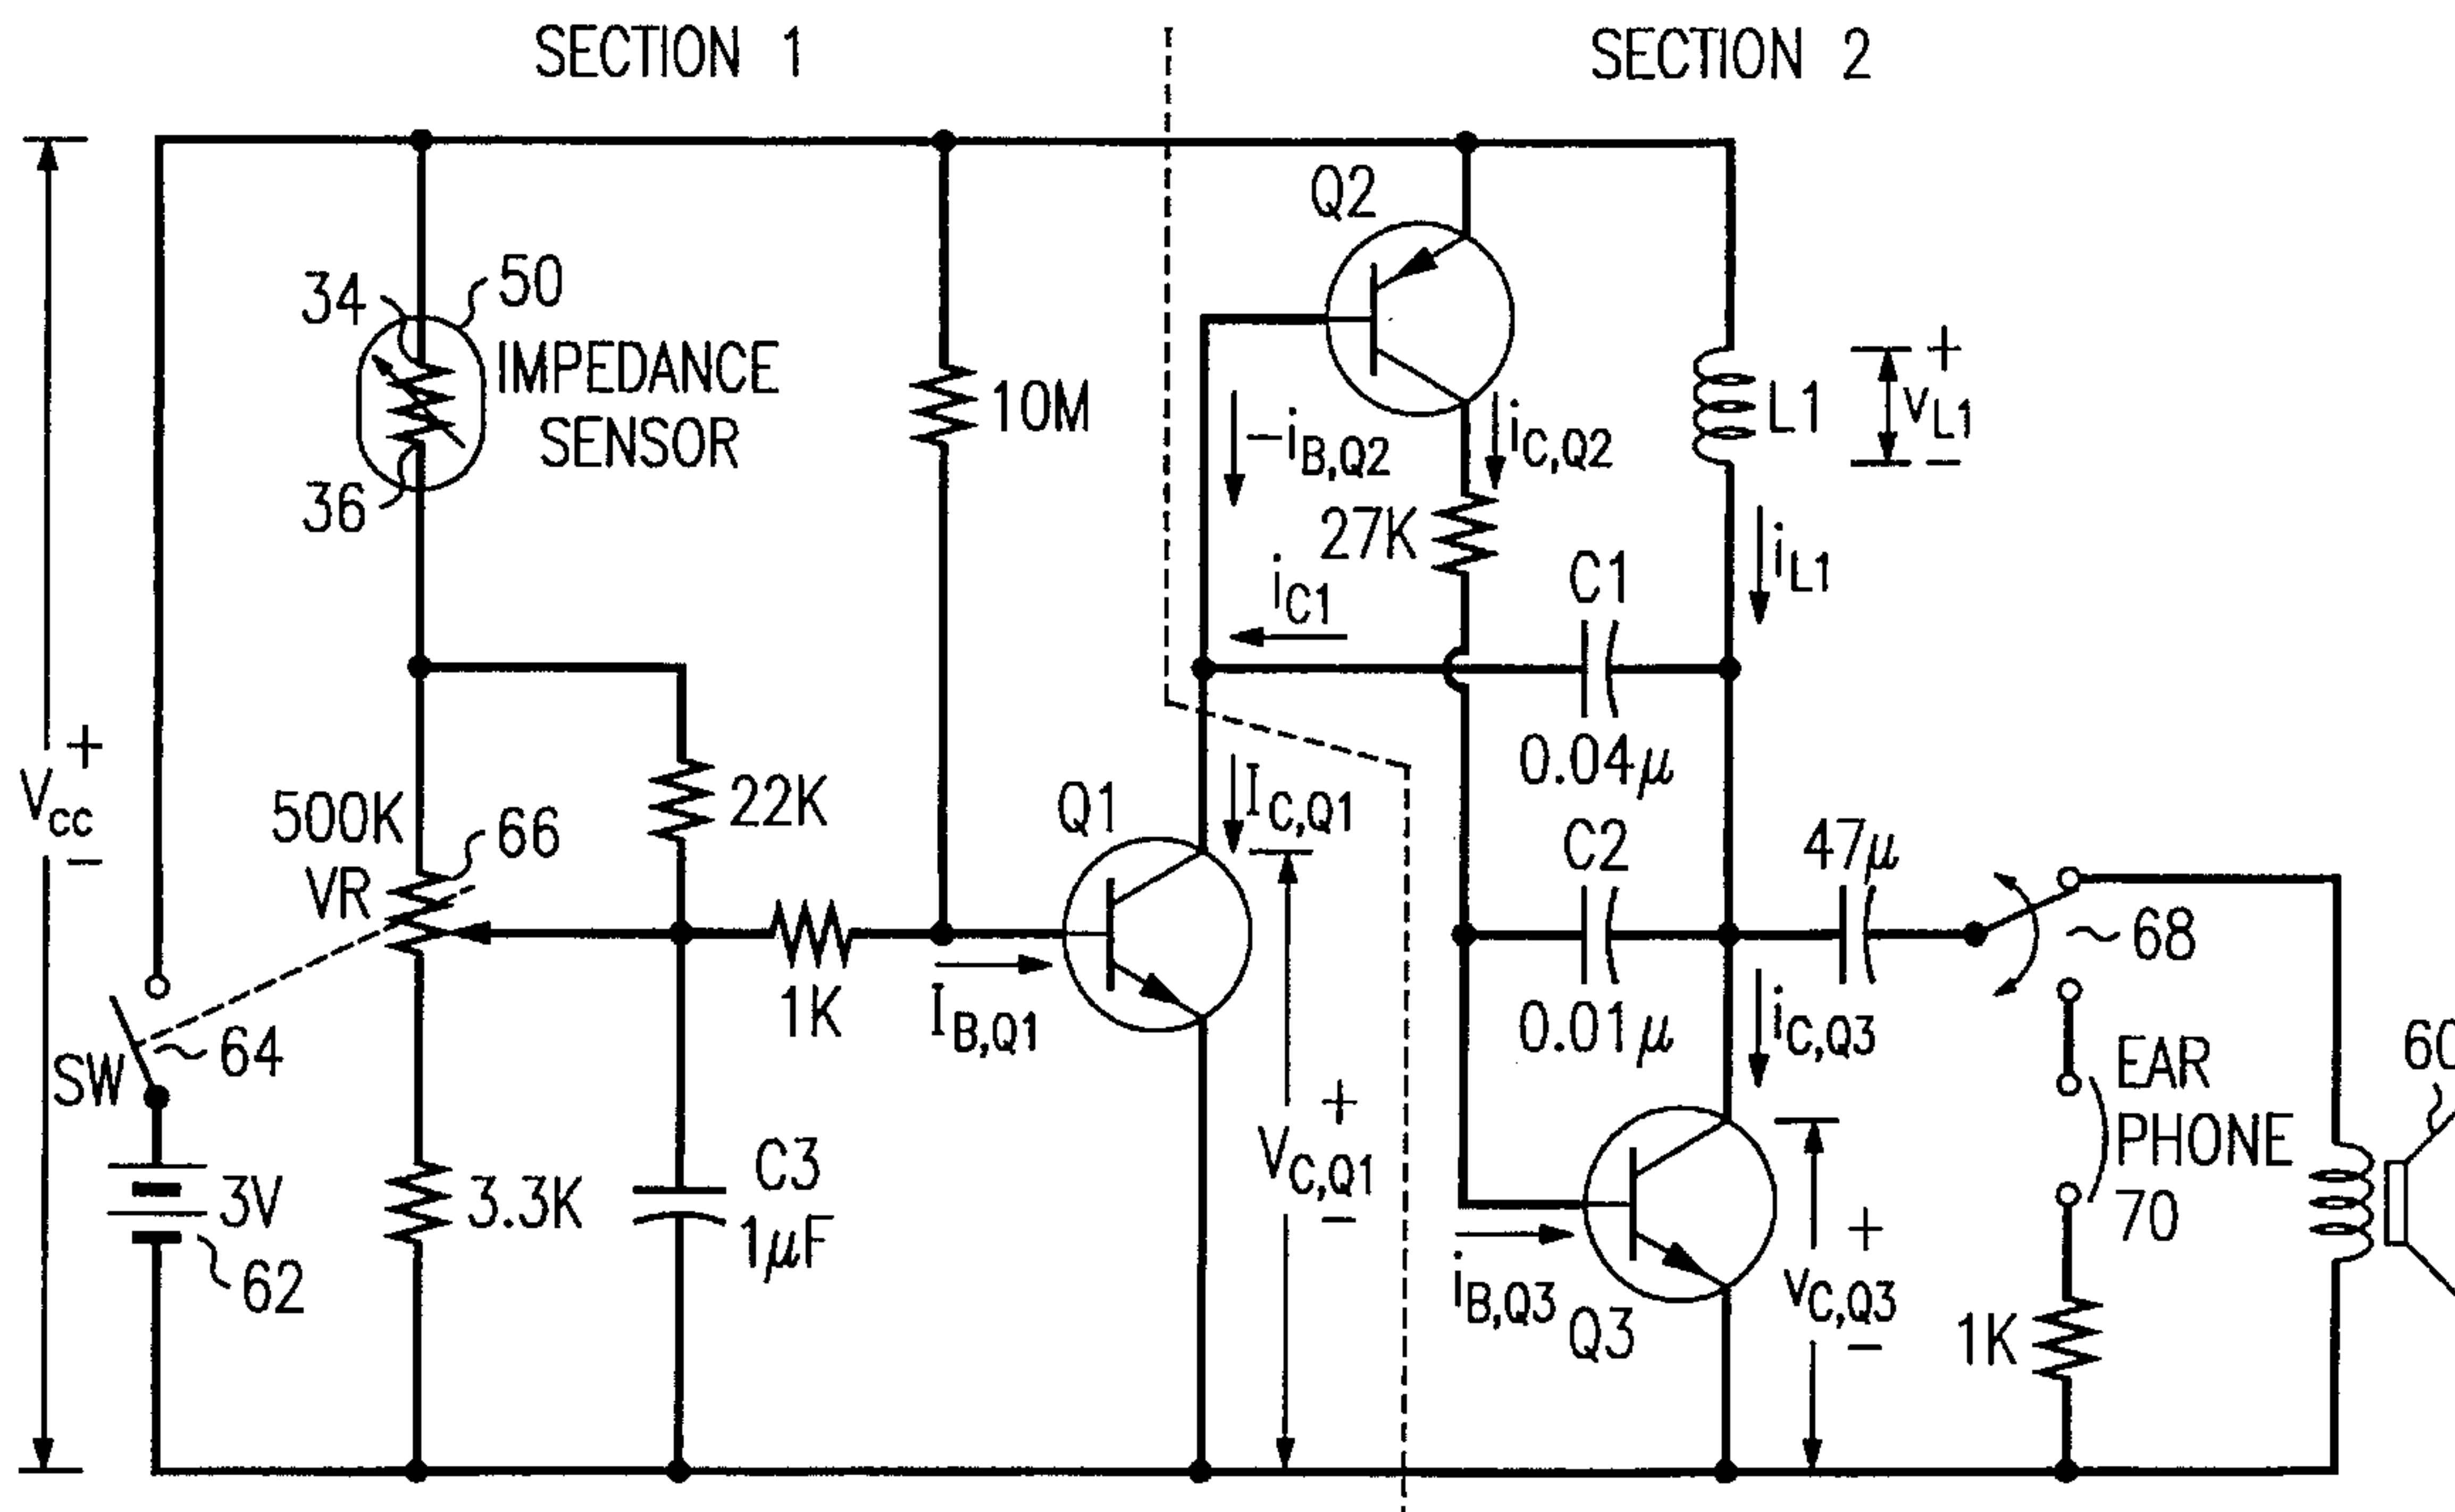 SECTION 1
SECTION 2
Q2
34
50
IMPEDANCE
SENSOR
36
10M
-iB,Q2
iC,Q2
L1
+
vL1
-
27K
iC1
C1
iL1
0.04μ
+
Vcc
-
500K
VR
66
22K
Q1
IC,Q1
C2
47μ
68
1K
IB,Q1
0.01μ
iC,Q3
SW
64
EAR
PHONE
70
60
+
VC,Q1
-
3V
62
3.3K
C3
1μF
iB,Q3
Q3
+
vC,Q3
-
1K